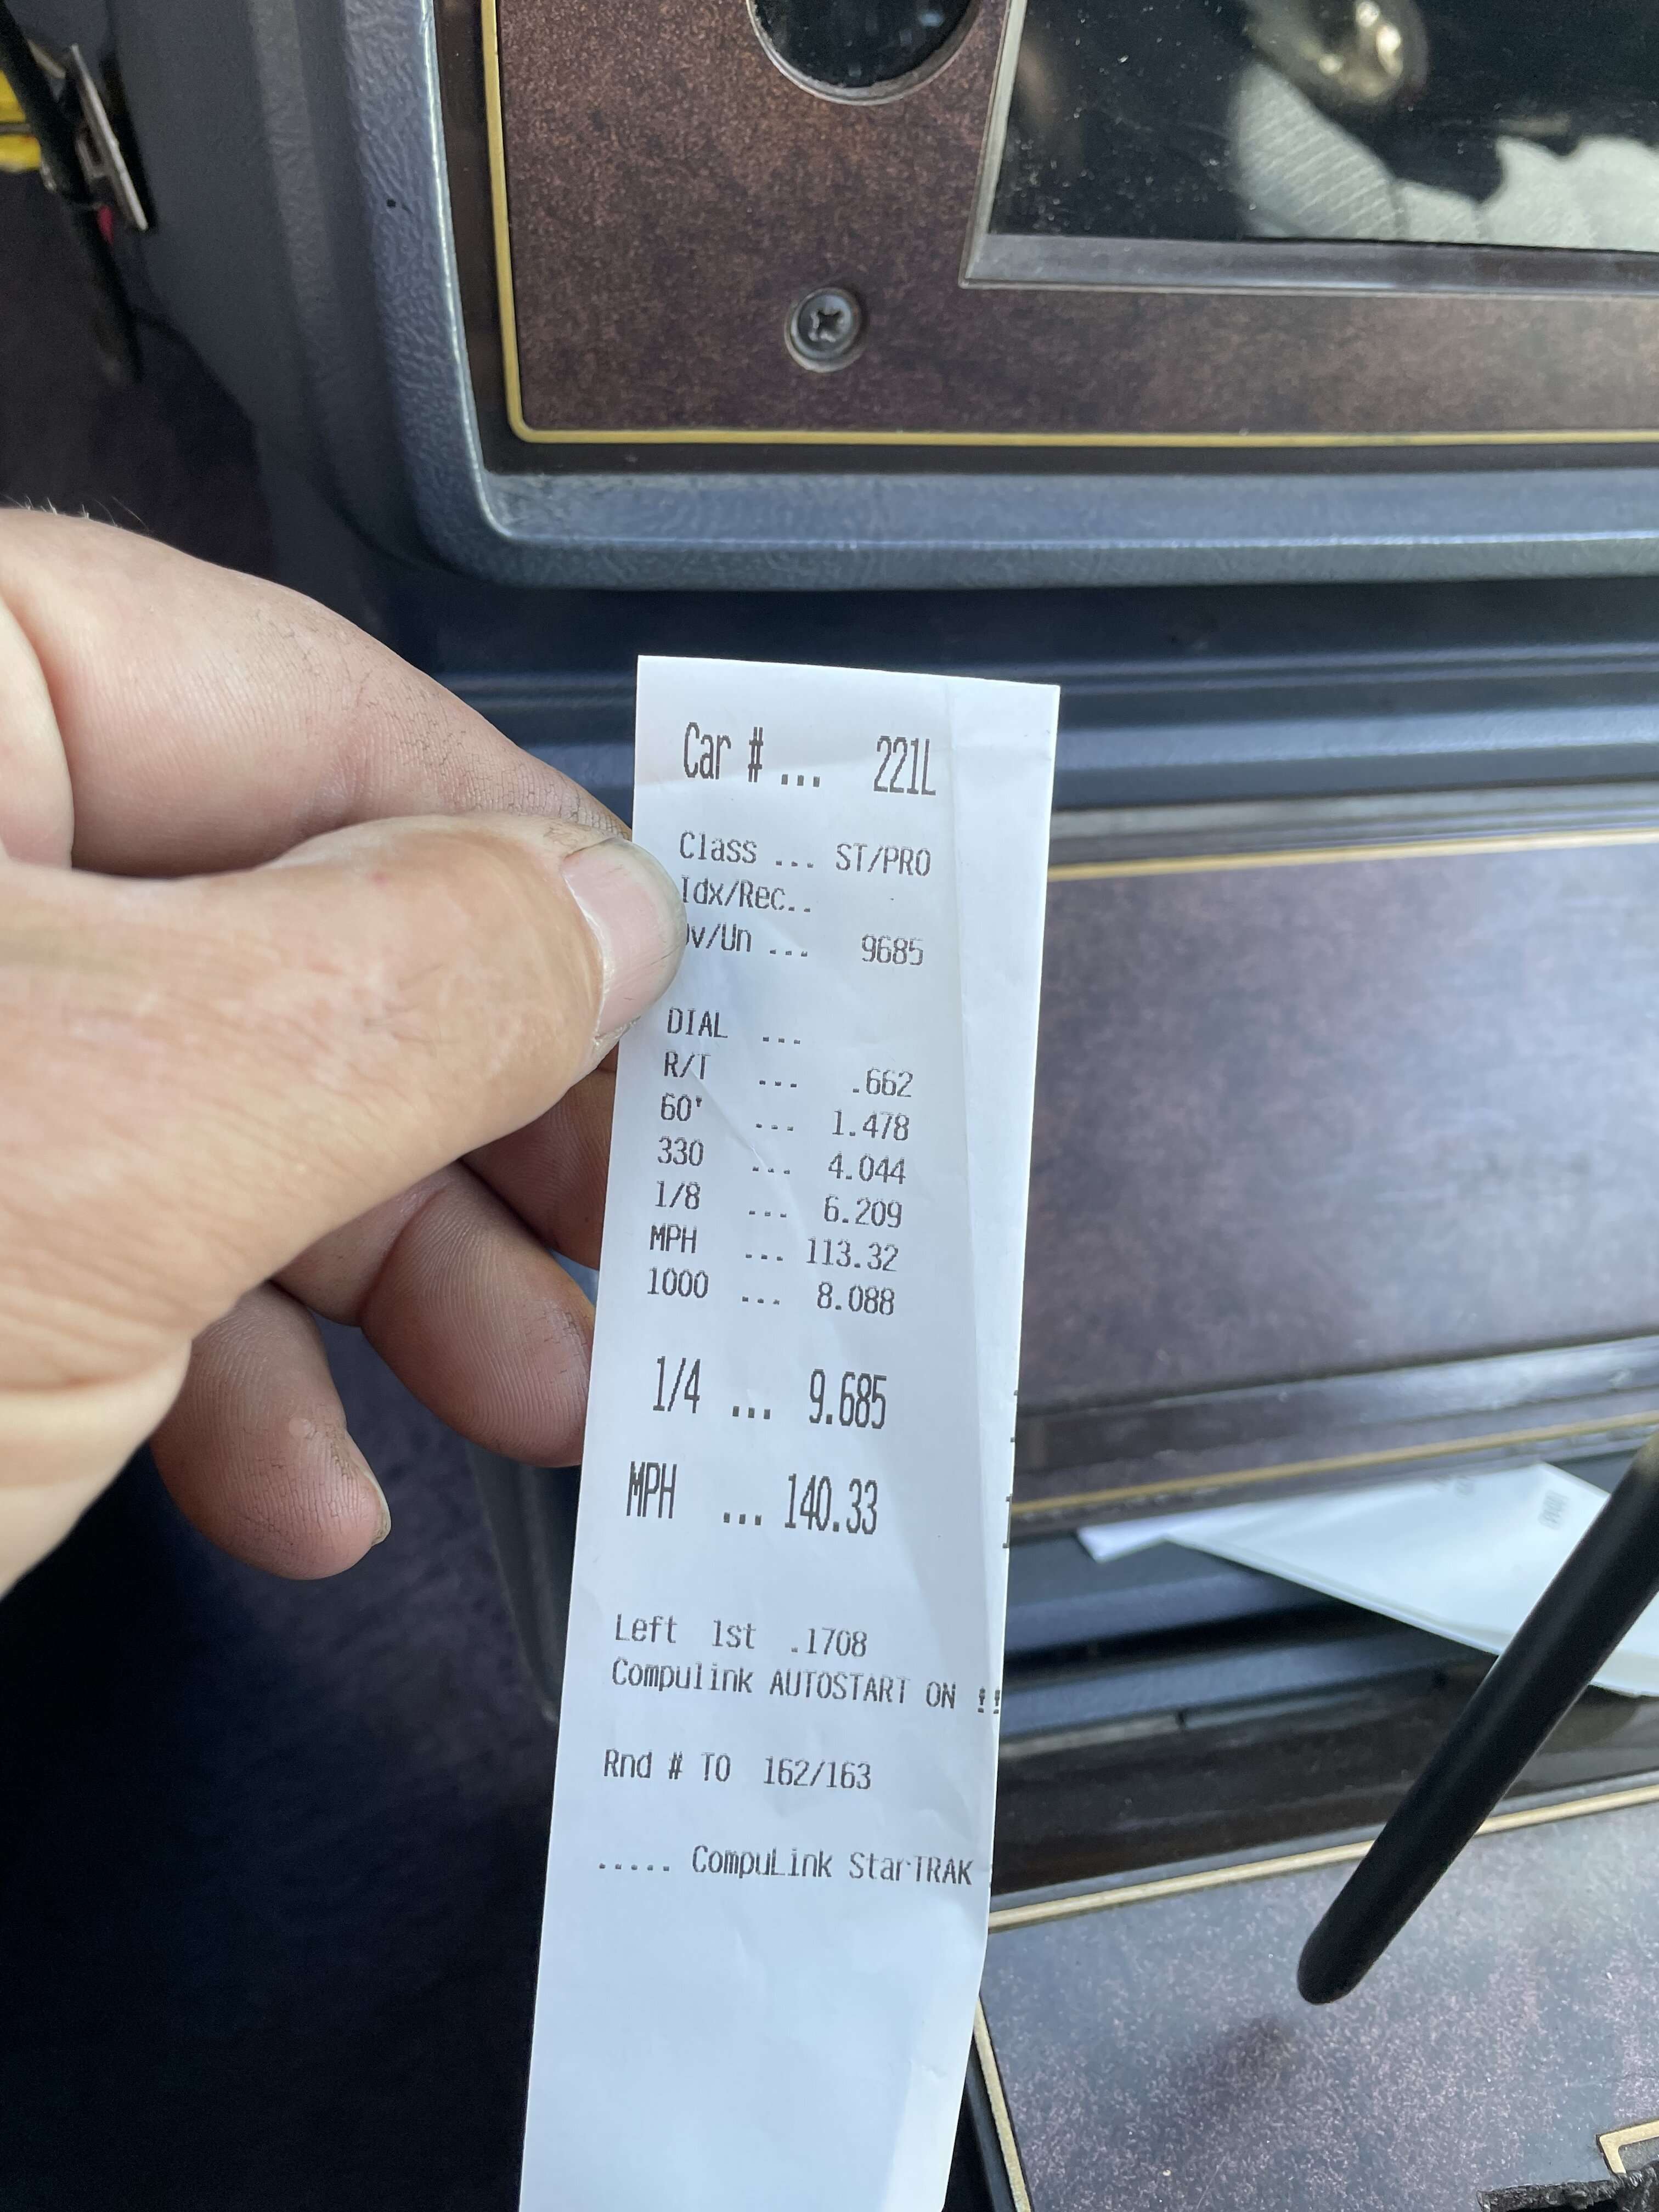 Car # ... 221L
Class ... ST/PRO
Idx/Rec..
v/Un ... 9685
DIAL ...
R/T ... .662
60' ... 1.478
330 ... 4.044
1/8 ... 6.209
MPH ... 113.32
1000 ... 8.088
1/4 ... 9.685
MPH ... 140.33
Left 1st .1708
Compulink AUTOSTART ON !!
Rnd # TO 162/163
..... CompuLink StarTRAK